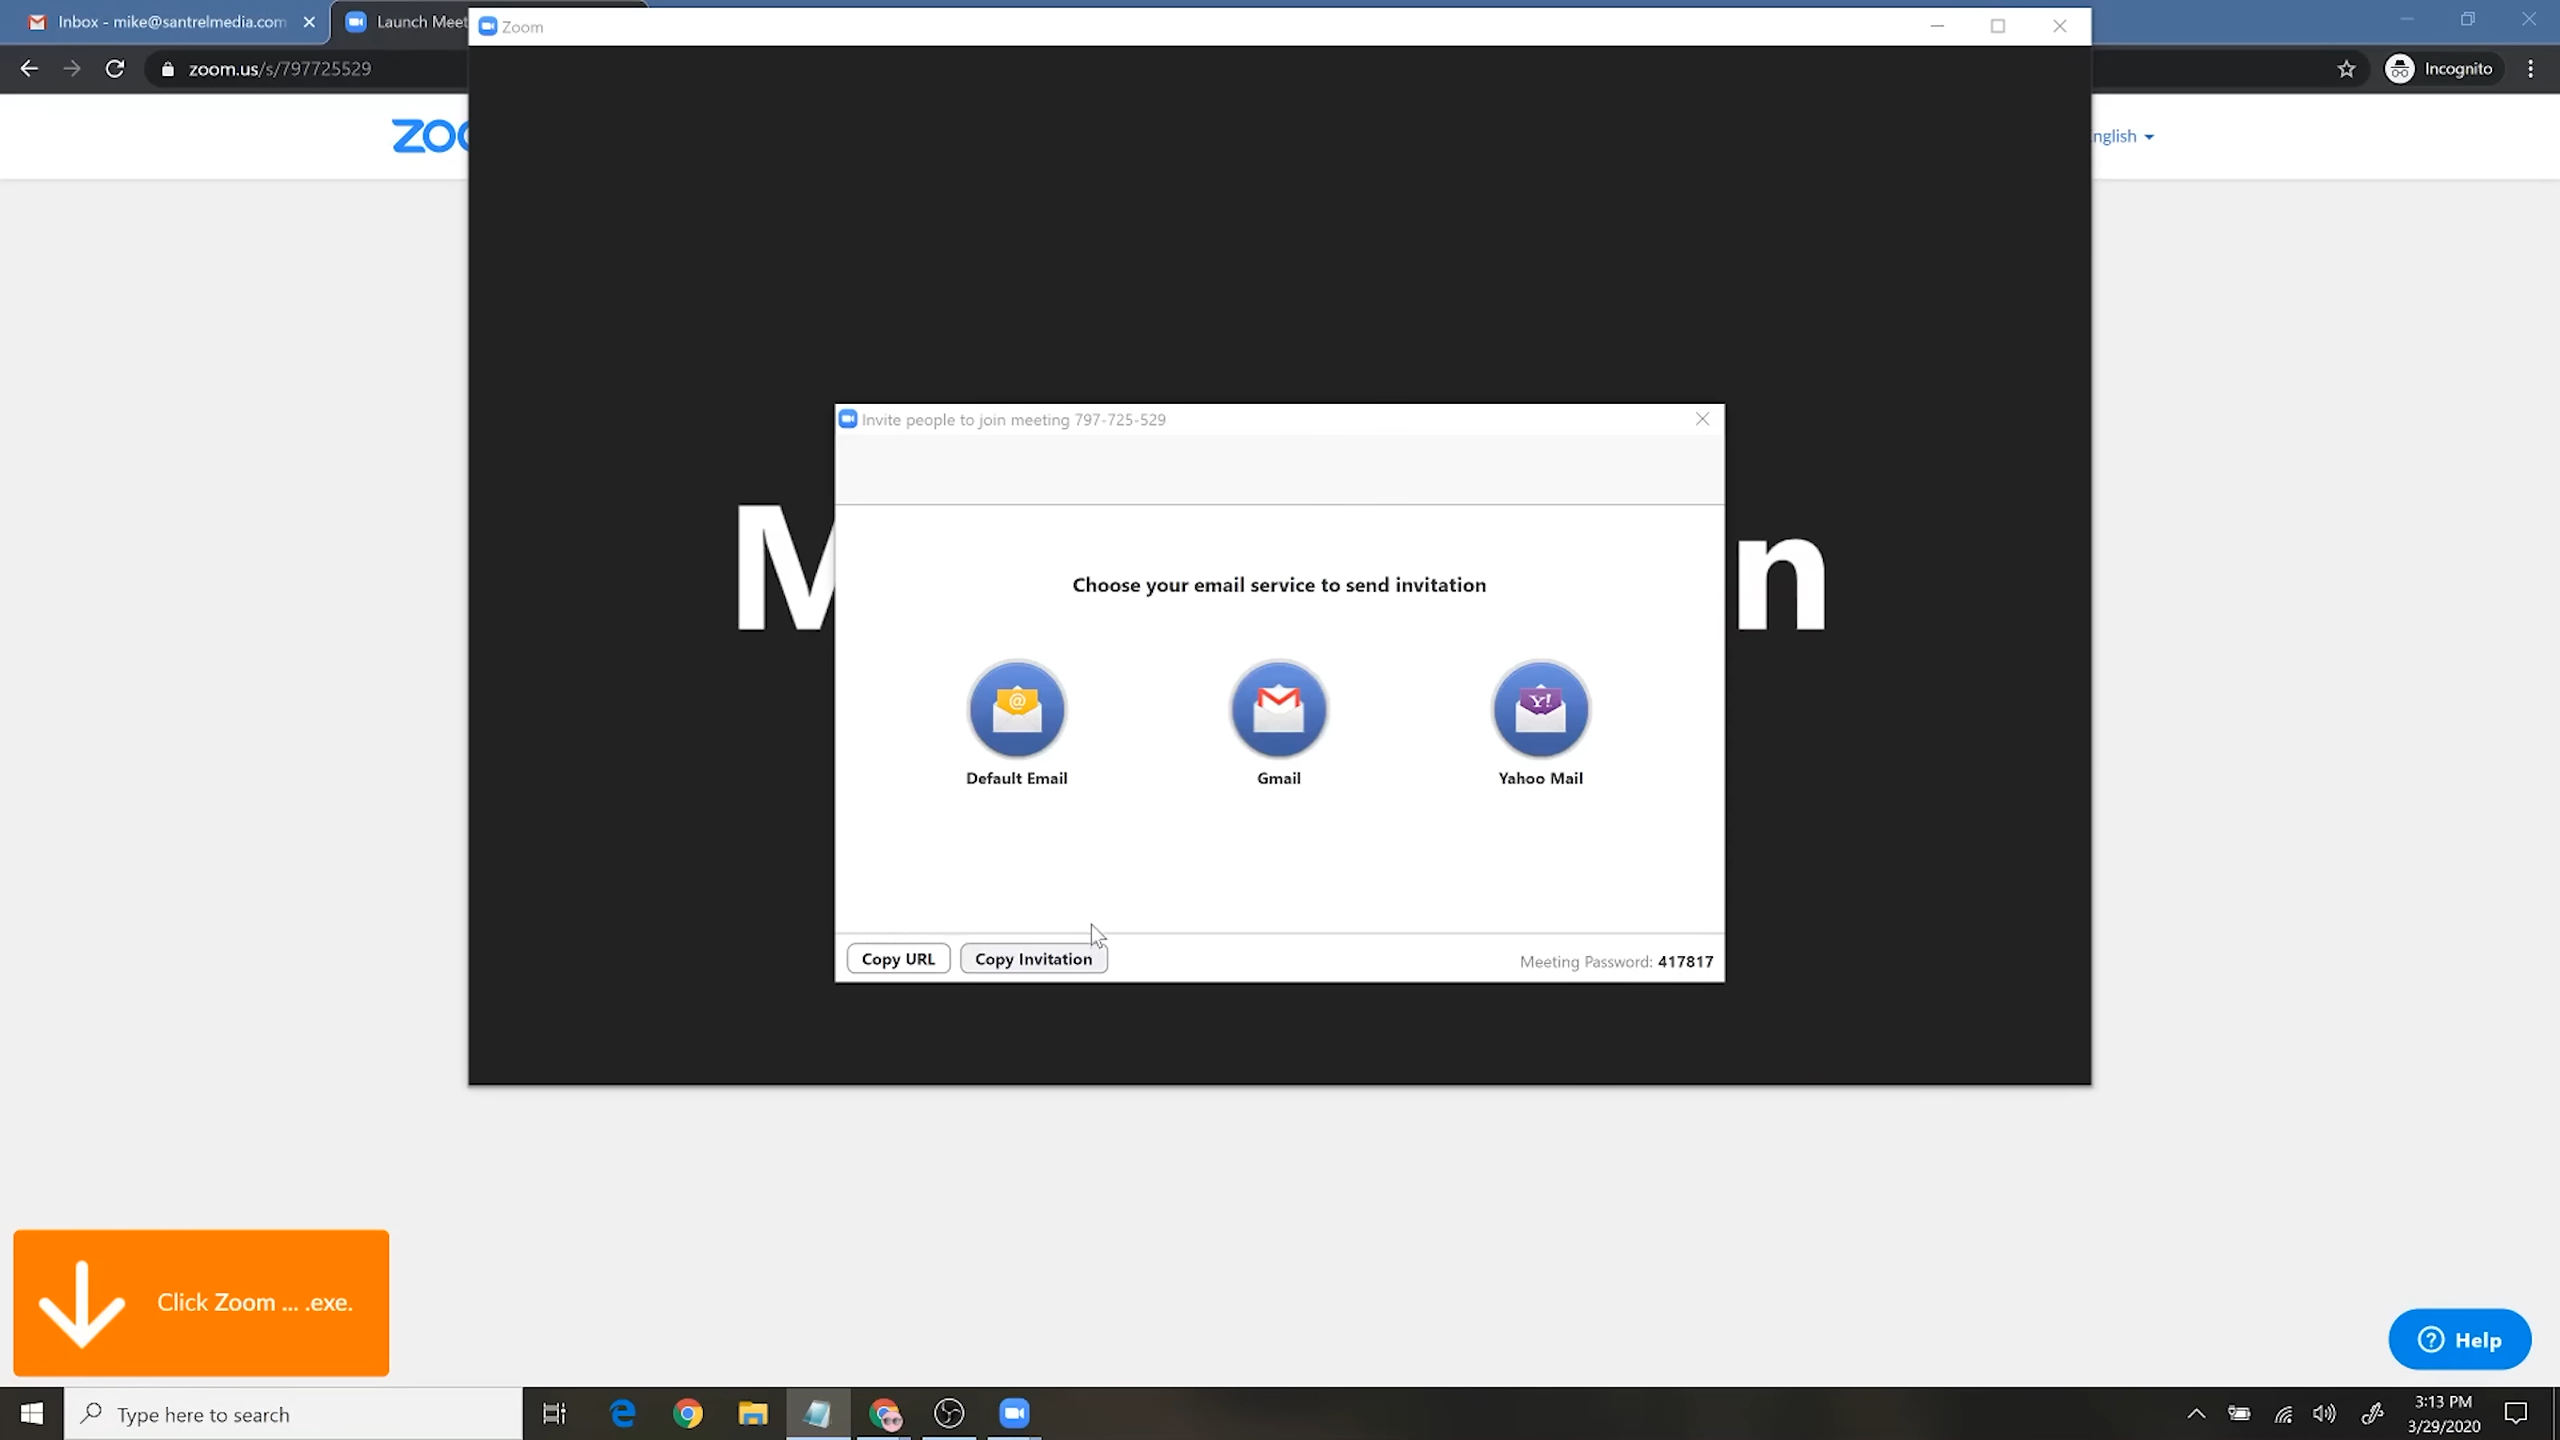 Inbox - mike@santrelmedia.com
Launch Meet
Zoom
zoom.us/s/797725529
Incognito
ZOO
nglish
Invite people to join meeting 797-725-529
M
n
Choose your email service to send invitation
Default Email
Gmail
Yahoo Mail
Copy URL
Copy Invitation
Meeting Password: 417817
Click Zoom ... .exe.
Help
Type here to search
3:13 PM
3/29/2020